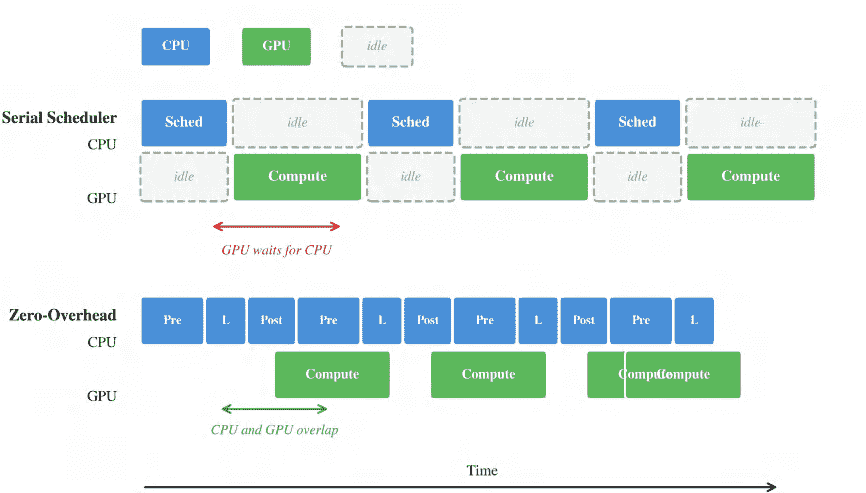 CPU GPU idle
Serial Scheduler
CPU
Sched idle Sched idle Sched idle
GPU
idle Compute idle Compute idle Compute
GPU waits for CPU
Zero-Overhead
CPU
Pre L Post Pre L Post Pre L Post Pre L
GPU
Compute Compute Compute Compute
CPU and GPU overlap
Time